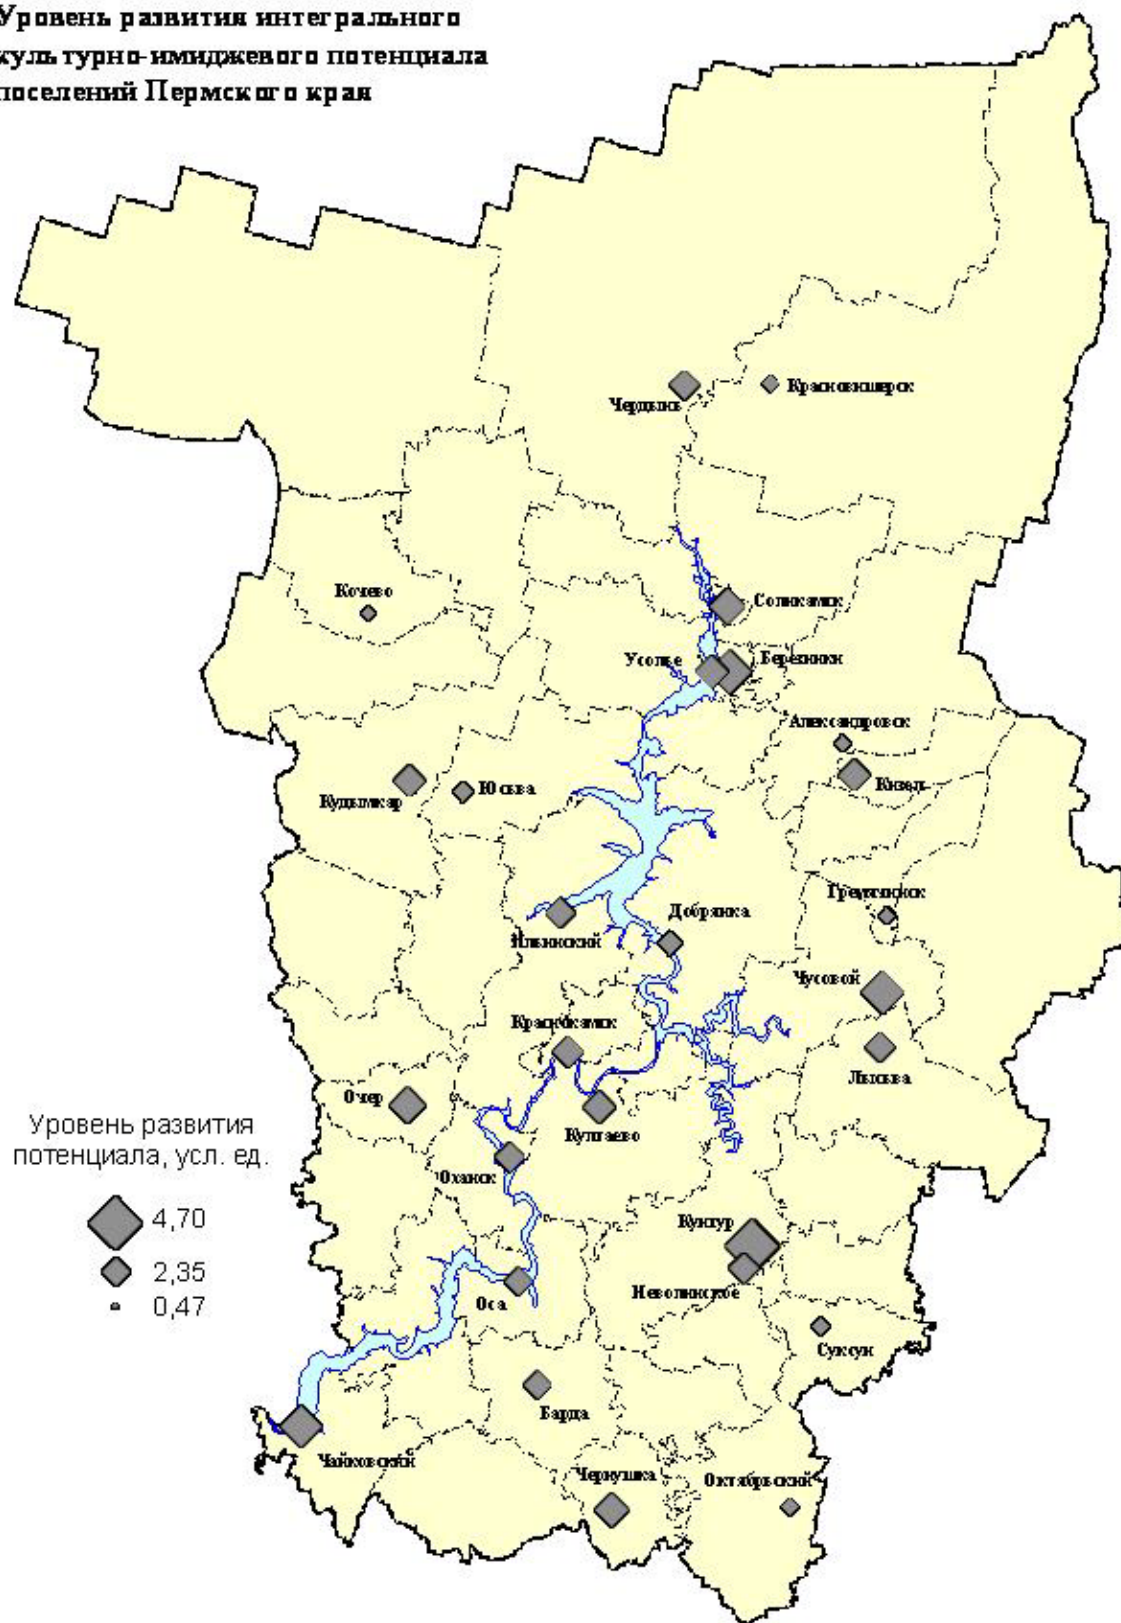 Уровень развития интегрального
культурно-имиджевого потенциала
поселений Пермского края
Чердынь
Красновишерск
Кочево
Соликамск
Усолье
Березники
Александровск
Кизел
Кудымкар
Юсьва
Гремячинск
Ильинский
Добрянка
Чусовой
Краснокамск
Лысьва
Очер
Култаево
Уровень развития
потенциала, усл. ед.
Оханск
4,70
Кунгур
2,35
Неволинское
0,47
Оса
Суксун
Барда
Чайковский
Чернушка
Октябрьский